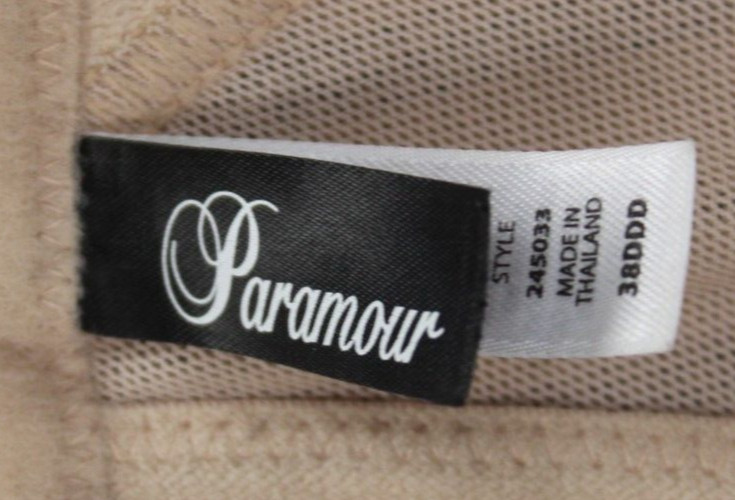 Paramour
STYLE
245033
MADE IN
THAILAND
38DDD